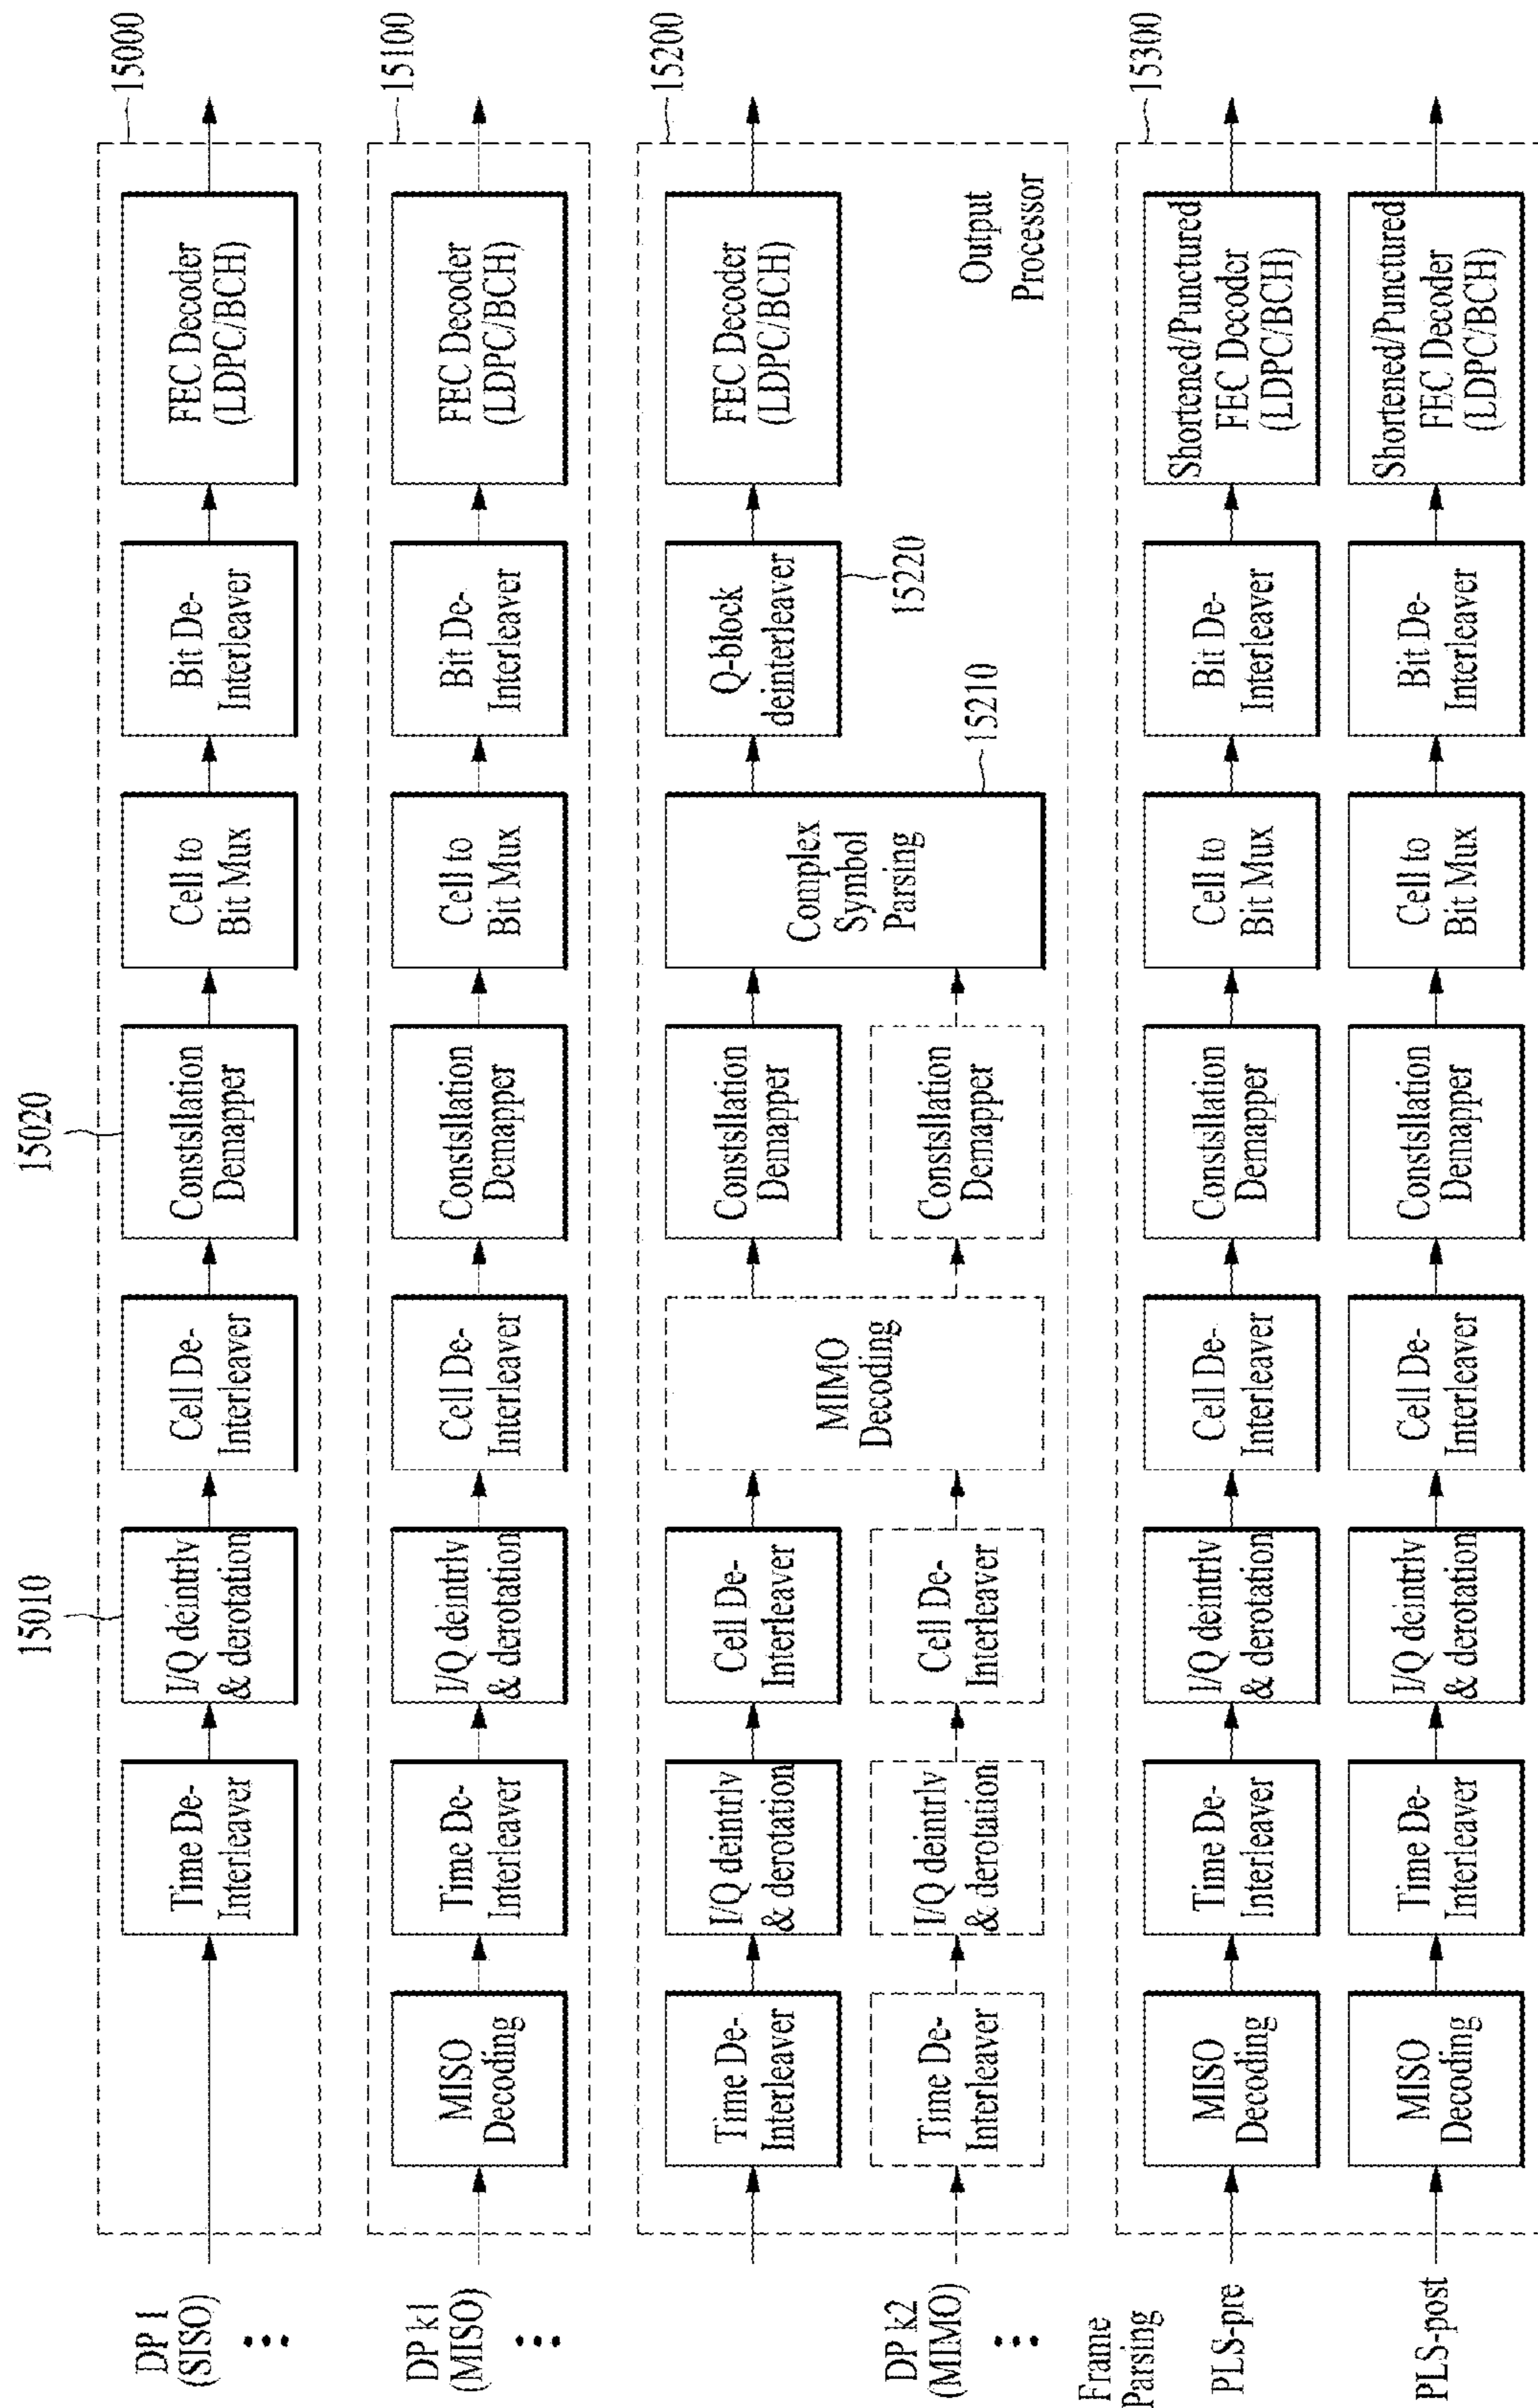 15010
15020
DP 1
(SISO)
Time De-
Interleaver
I/Q deintrlv
& derotation
Cell De-
Interleaver
Constsllation
Demapper
Cell to
Bit Mux
Bit De-
Interleaver
FEC Decoder
(LDPC/BCH)
15000
DP k1
(MISO)
MISO
Decoding
Time De-
Interleaver
I/Q deintrlv
& derotation
Cell De-
Interleaver
Constsllation
Demapper
Cell to
Bit Mux
Bit De-
Interleaver
FEC Decoder
(LDPC/BCH)
15100
Time De-
Interleaver
I/Q deintrlv
& derotation
Cell De-
Interleaver
MIMO
Decoding
Constsllation
Demapper
Complex
Symbol
Parsing
15210
Q-block
deinterleaver
15220
FEC Decoder
(LDPC/BCH)
15200
DP k2
(MIMO)
Time De-
Interleaver
I/Q deintrlv
& derotation
Cell De-
Interleaver
Constsllation
Demapper
Output
Processor
Frame
Parsing
PLS-pre
MISO
Decoding
Time De-
Interleaver
I/Q deintrlv
& derotation
Cell De-
Interleaver
Constsllation
Demapper
Cell to
Bit Mux
Bit De-
Interleaver
Shortened/Punctured
FEC Decoder
(LDPC/BCH)
15300
PLS-post
MISO
Decoding
Time De-
Interleaver
I/Q deintrlv
& derotation
Cell De-
Interleaver
Constsllation
Demapper
Cell to
Bit Mux
Bit De-
Interleaver
Shortened/Punctured
FEC Decoder
(LDPC/BCH)